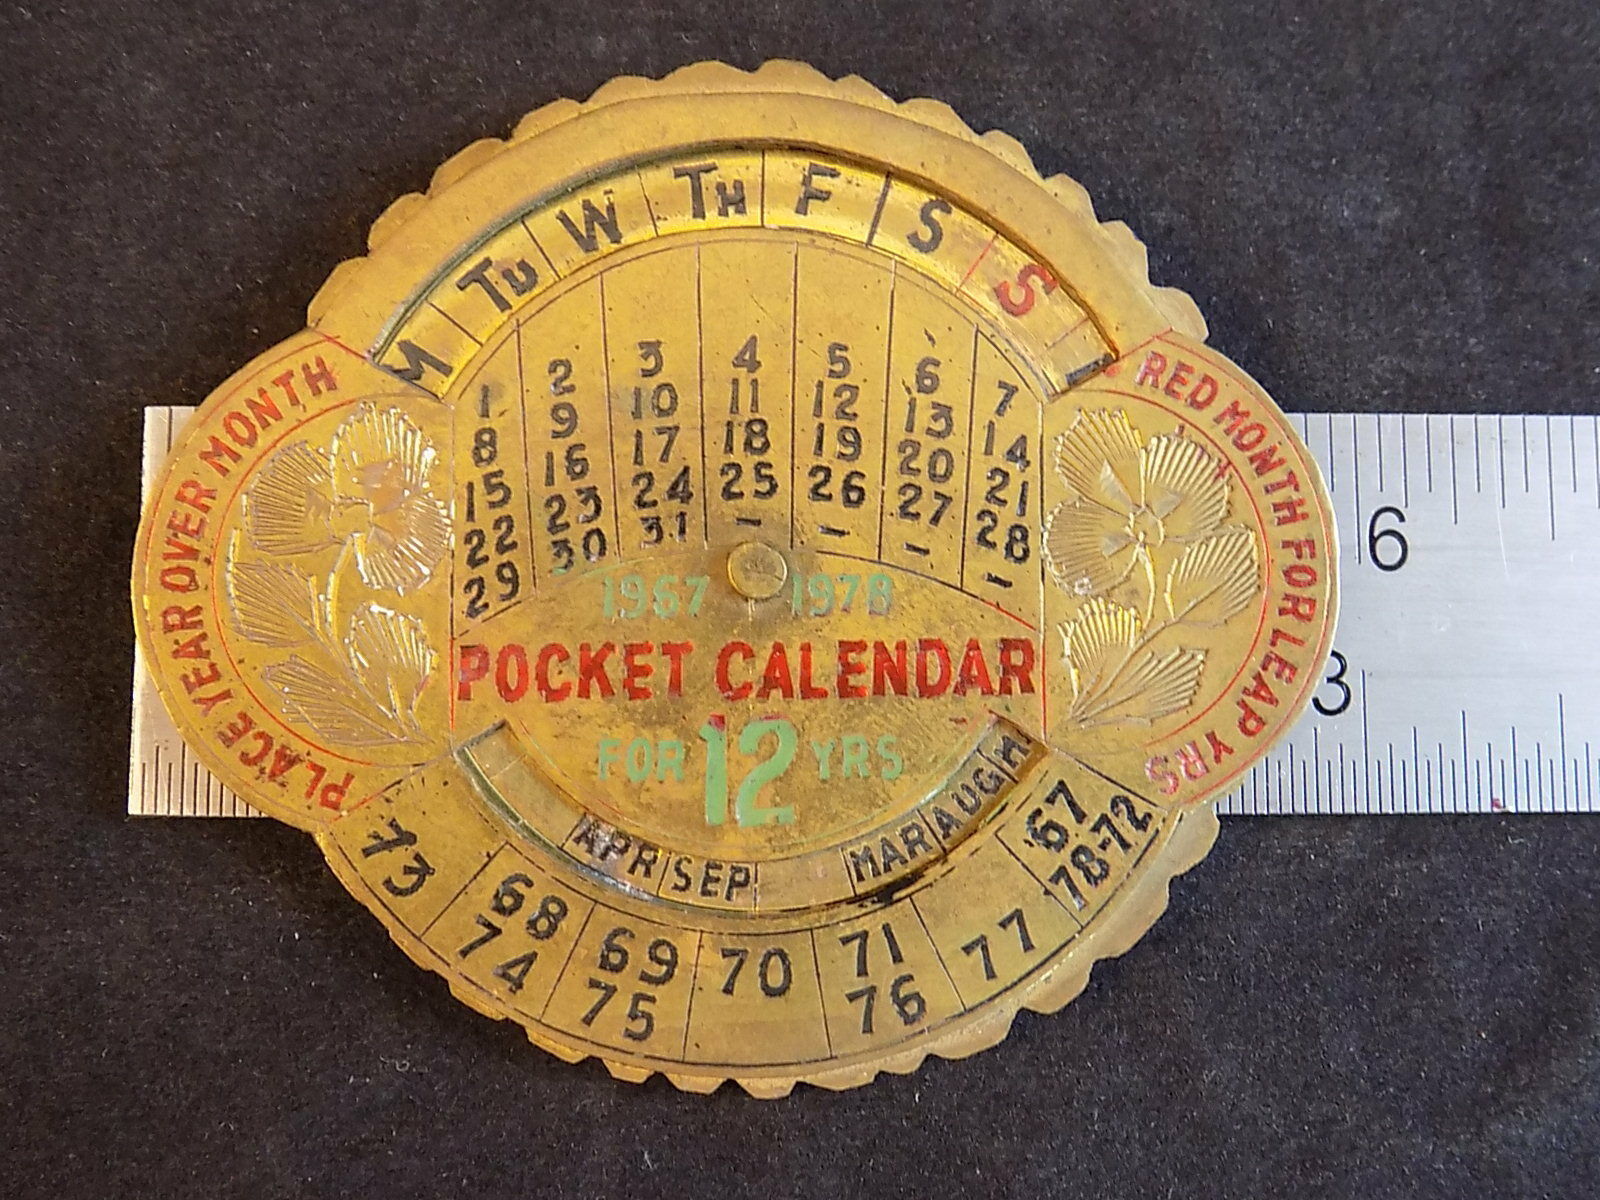 M TU W TH F S S
1 2 3 4 5 6 7
8 9 10 11 12 13 14
15 16 17 18 19 20 21
22 23 24 25 26 27 28
29 30 31 - - - -
1967 1978
POCKET CALENDAR
FOR 12 YRS
PLACE YEAR OVER MONTH
RED MONTH FOR LEAP YRS
APR SEP MAR AUG
73 68 69 70 71 77 67
74 75 76 78-72
6
3